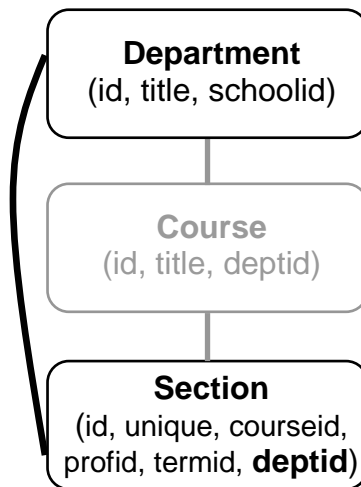 Department
(id, title, schoolid)
Course
(id, title, deptid)
Section
(id, unique, courseid,
profid, termid, deptid)